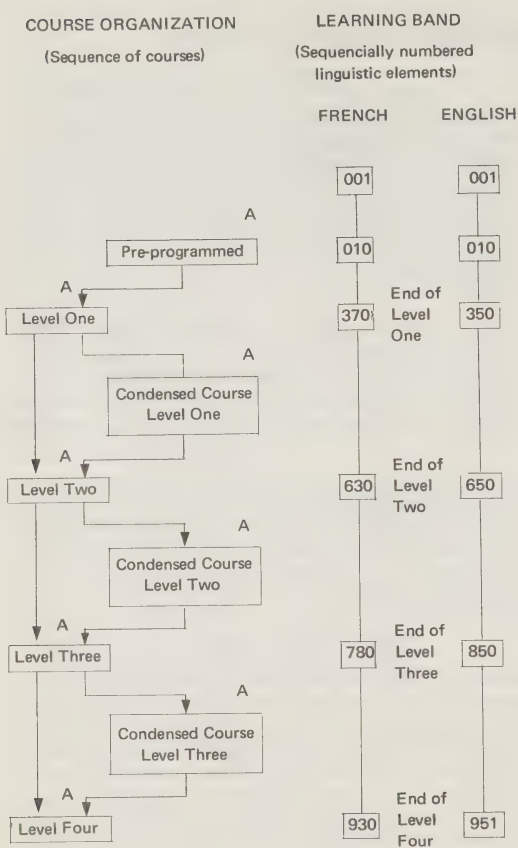 COURSE ORGANIZATION
(Sequence of courses)
LEARNING BAND
(Sequencially numbered
linguistic elements)
FRENCH ENGLISH
001 001
A
Pre-programmed
010 010
A
Level One
370 End of
Level
One 350
A
Condensed Course
Level One
A
Level Two
630 End of
Level
Two 650
A
Condensed Course
Level Two
A
Level Three
780 End of
Level
Three 850
A
Condensed Course
Level Three
A
Level Four
930 End of
Level
Four 951